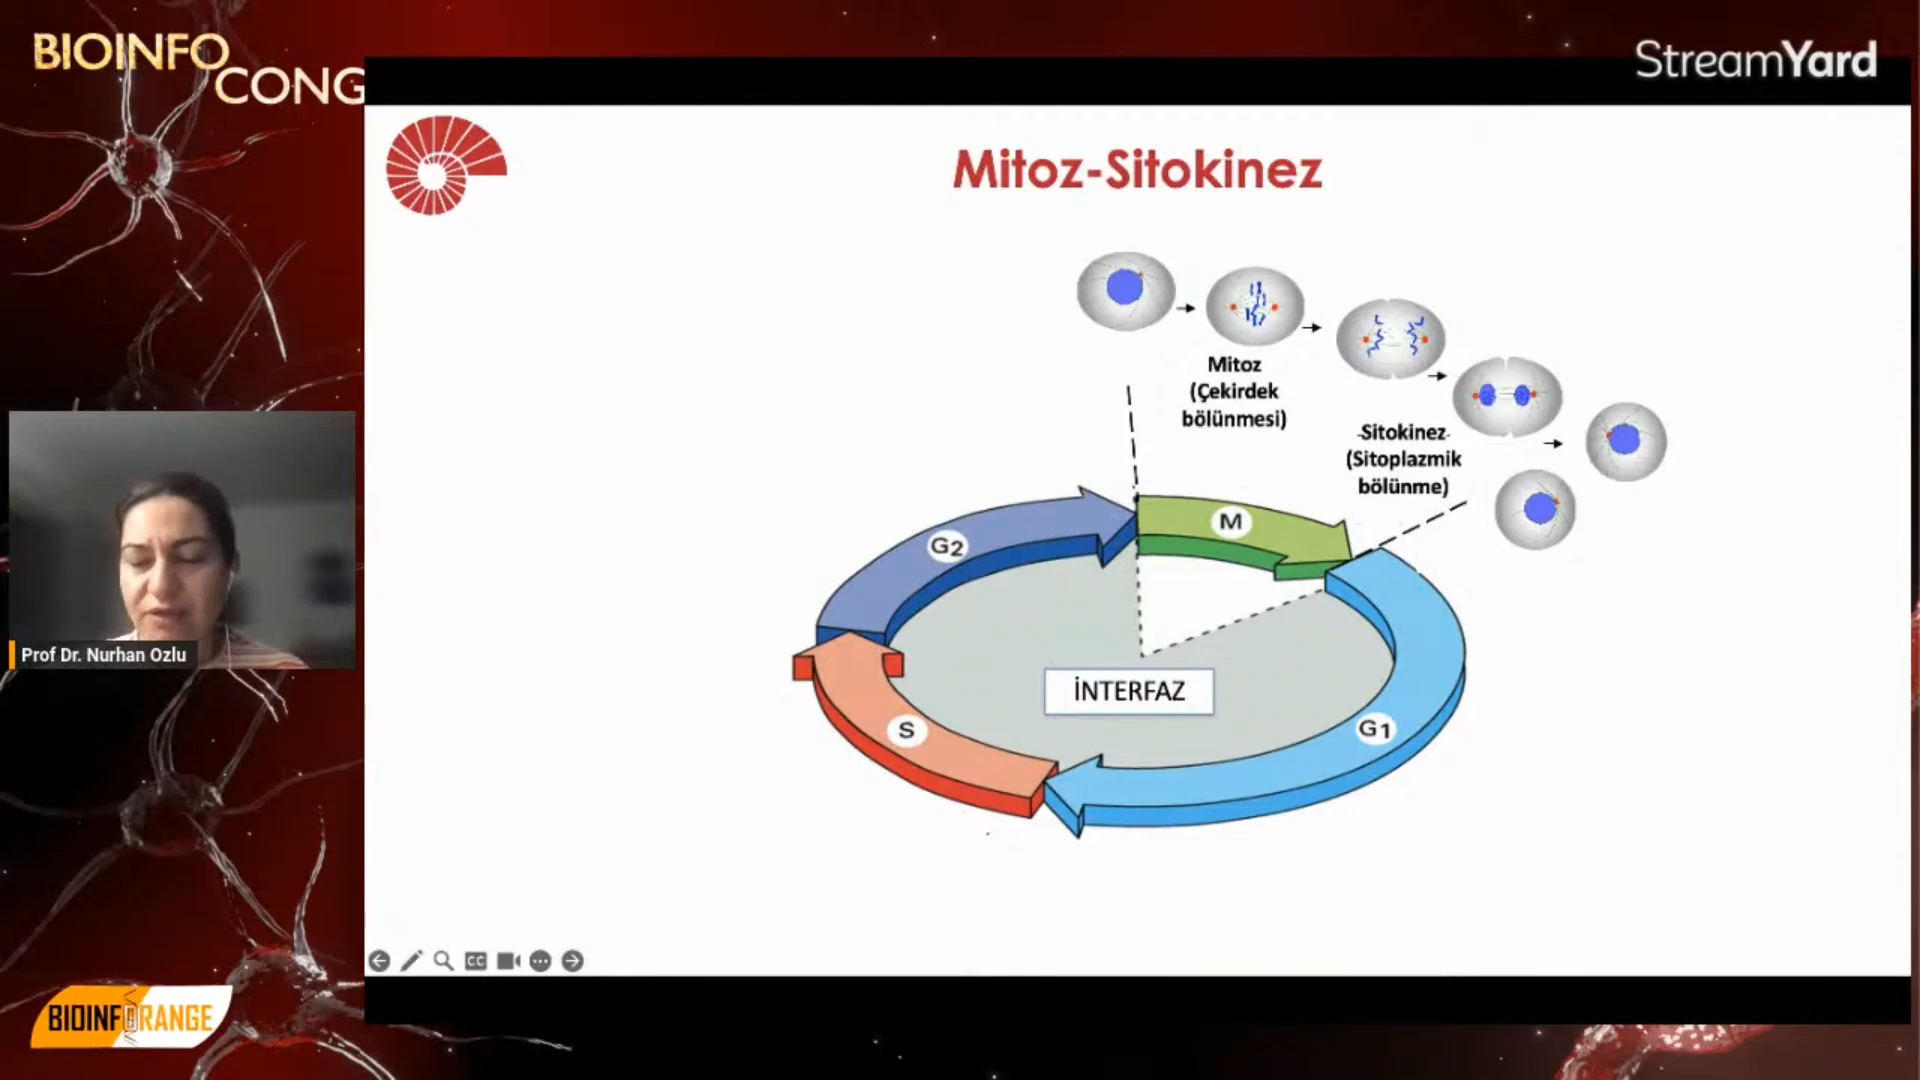 BIOINFO
CONG
StreamYard
Mitoz-Sitokinez
Mitoz
(Çekirdek
bölünmesi)
Sitokinez
(Sitoplazmik
bölünme)
M
G2
G1
S
İNTERFAZ
Prof Dr. Nurhan Ozlu
CC
BIOINFORANGE